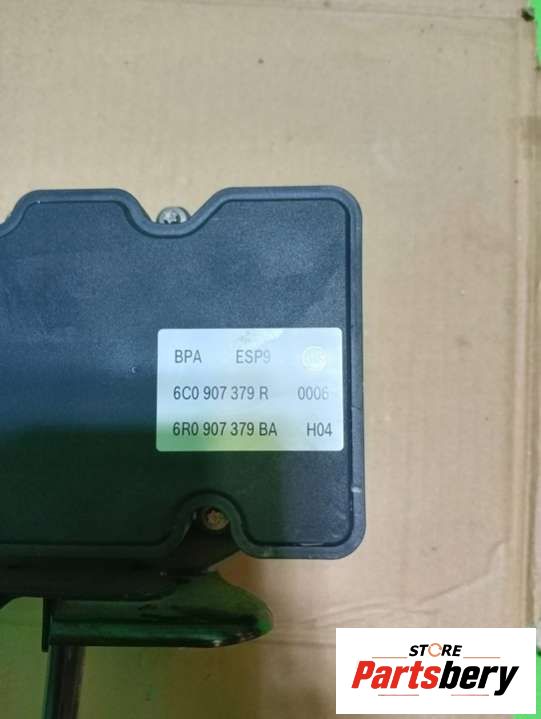 BPA ESP9
6C0 907 379 R 0006
6R0 907 379 BA H04
STORE
Partsbery